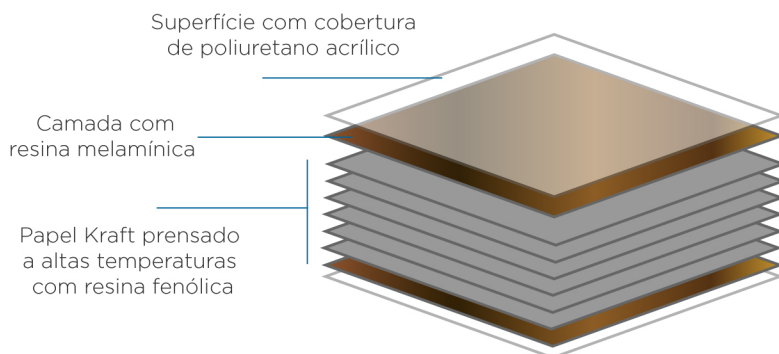 Superfície com cobertura
de poliuretano acrílico
Camada com
resina melamínica
Papel Kraft prensado
a altas temperaturas
com resina fenólica